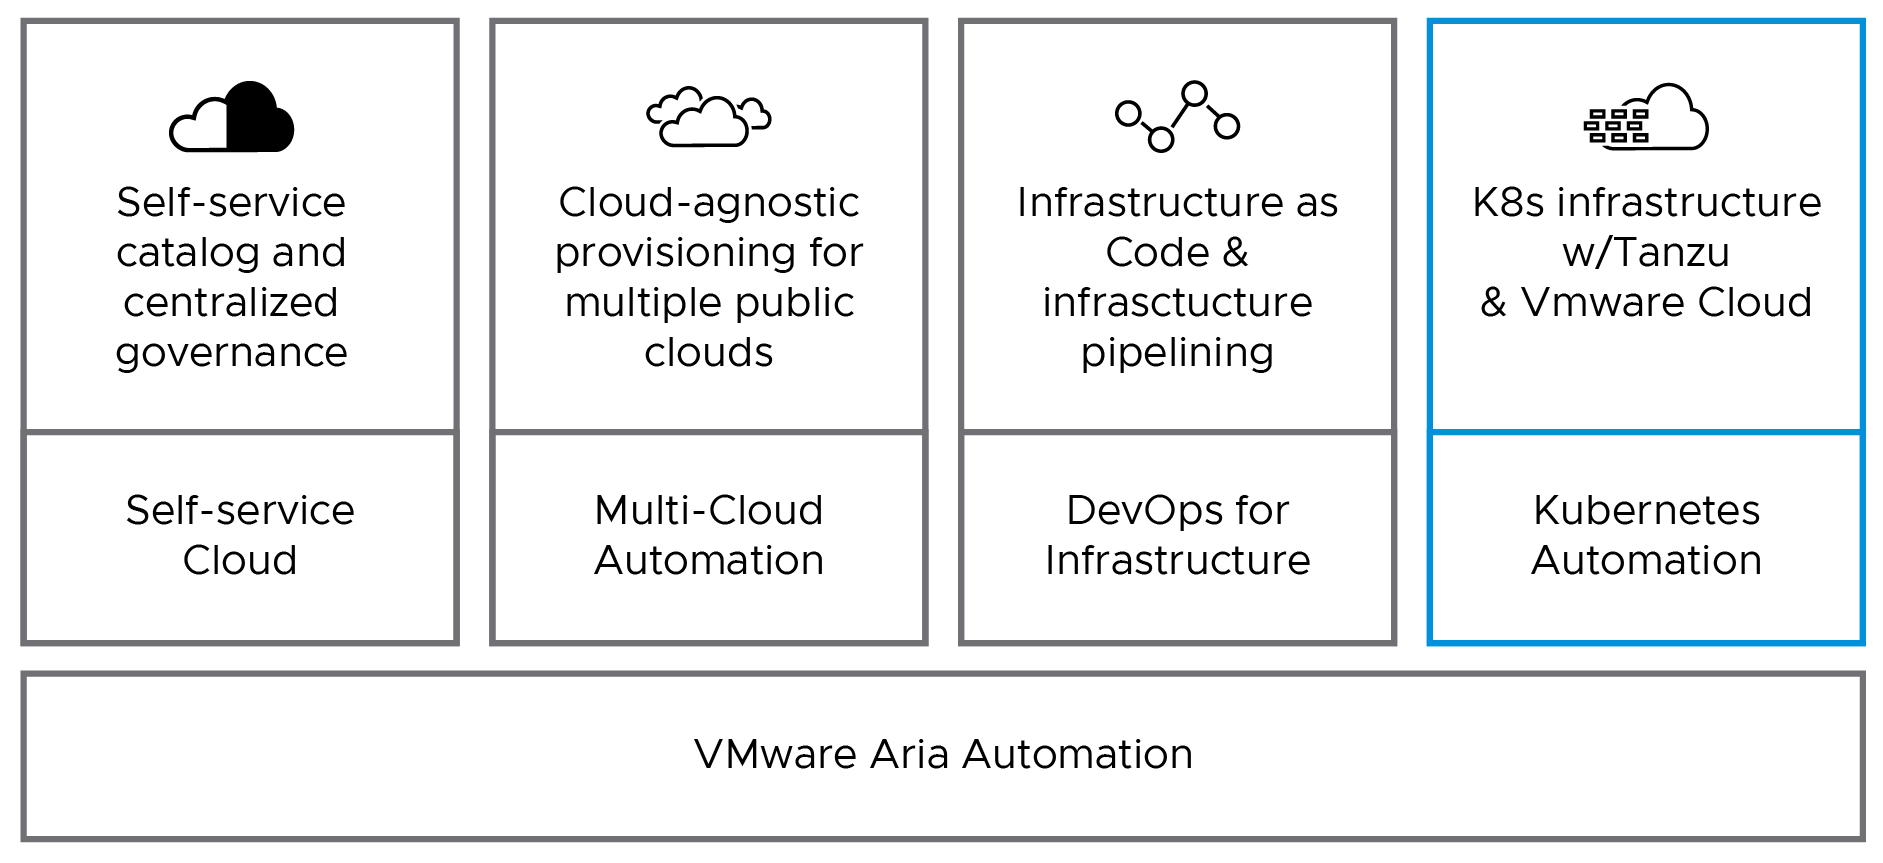 Self-service
catalog and
centralized
governance
Self-service
Cloud
Cloud-agnostic
provisioning for
multiple public
clouds
Multi-Cloud
Automation
Infrastructure as
Code &
infrasctucture
pipelining
DevOps for
Infrastructure
K8s infrastructure
w/Tanzu
& Vmware Cloud
Kubernetes
Automation
VMware Aria Automation